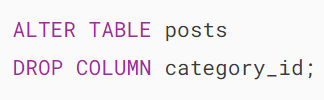 ALTER TABLE posts
DROP COLUMN category_id;